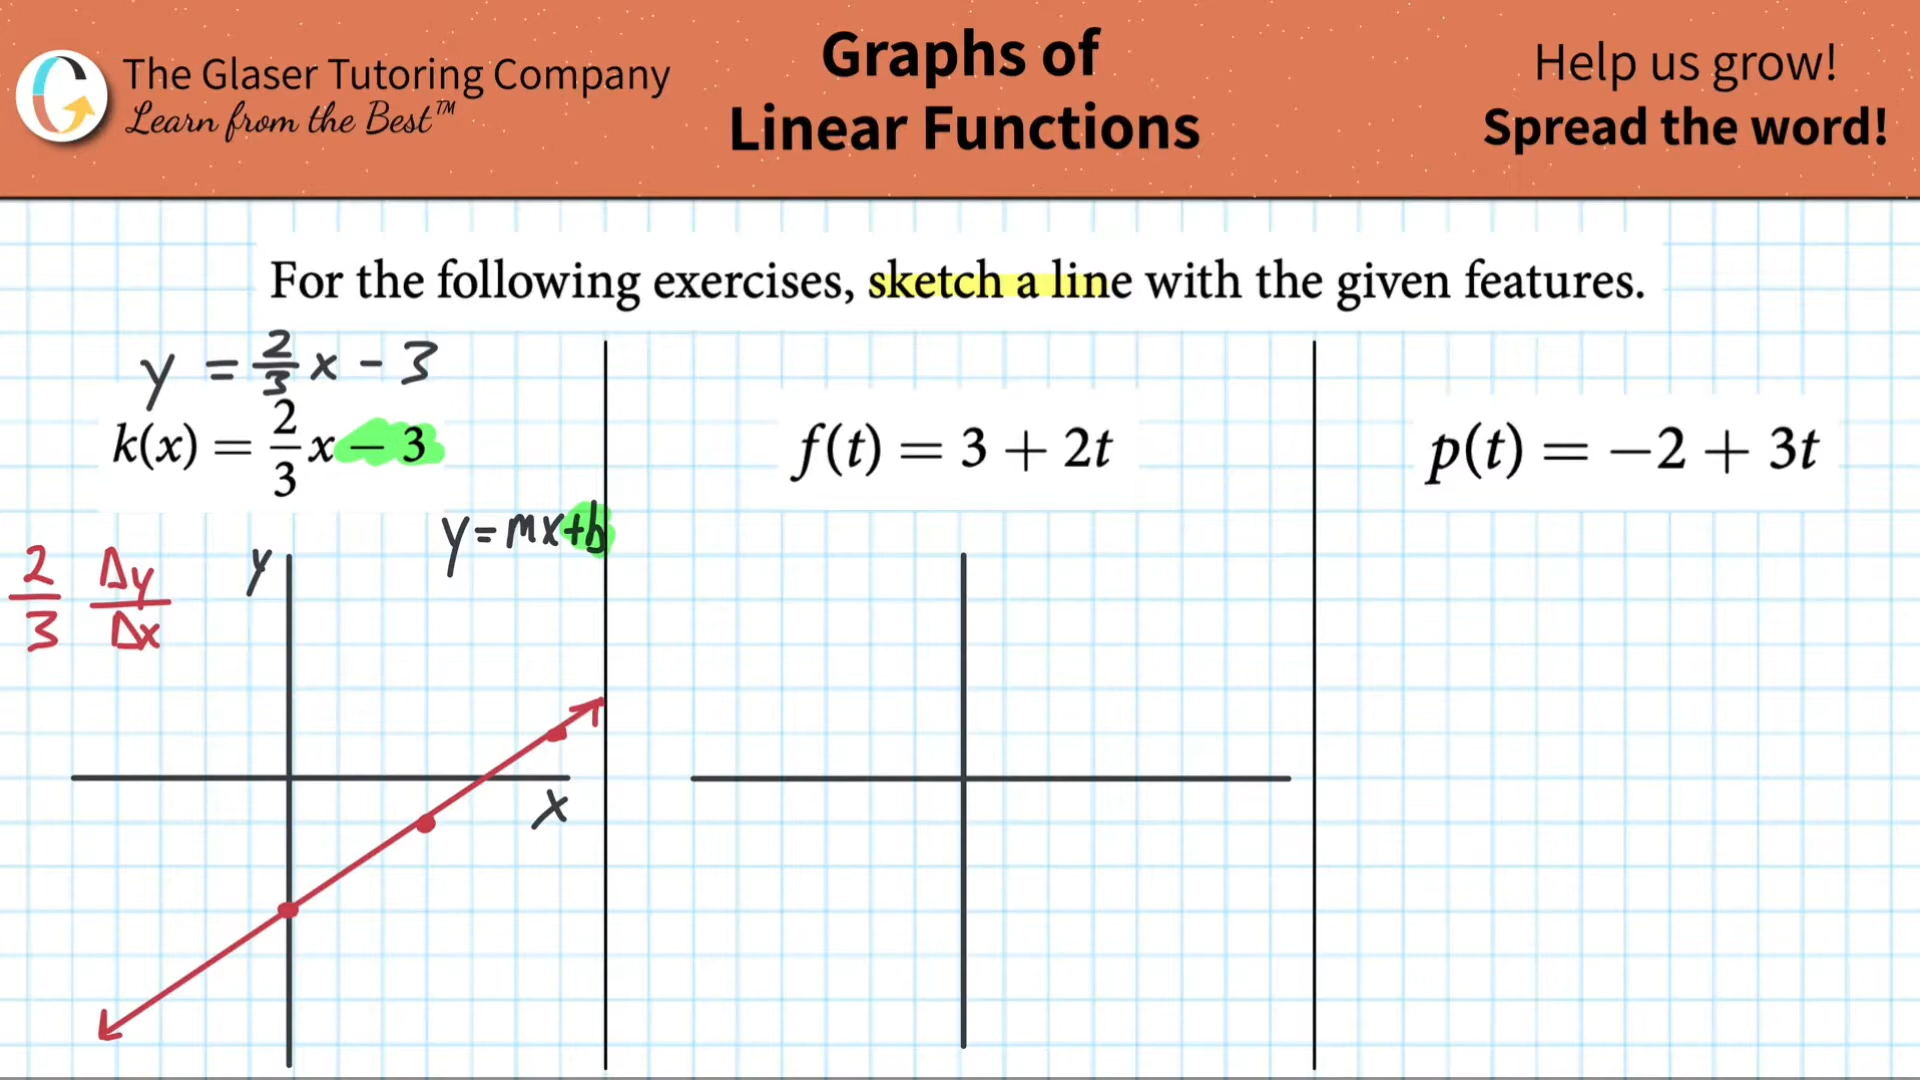 The Glaser Tutoring Company
Learn from the Best™
Graphs of
Linear Functions
Help us grow!
Spread the word!
For the following exercises, sketch a line with the given features.
y = 2/3 x - 3
k(x) = 2/3 x − 3
y = mx+b
2/3 Δy/Δx
y
x
f(t) = 3 + 2t
p(t) = −2 + 3t